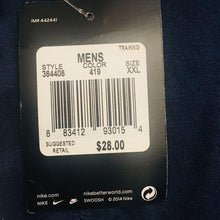 IM# 442441
TRAINING
MENS
STYLE COLOR SIZE
384408 419 XXL
8 83412 93015 4
SUGGESTED
RETAIL
$28.00
nike.com nikebetterworld.com
NIKE SWOOSH © 2014 Nike